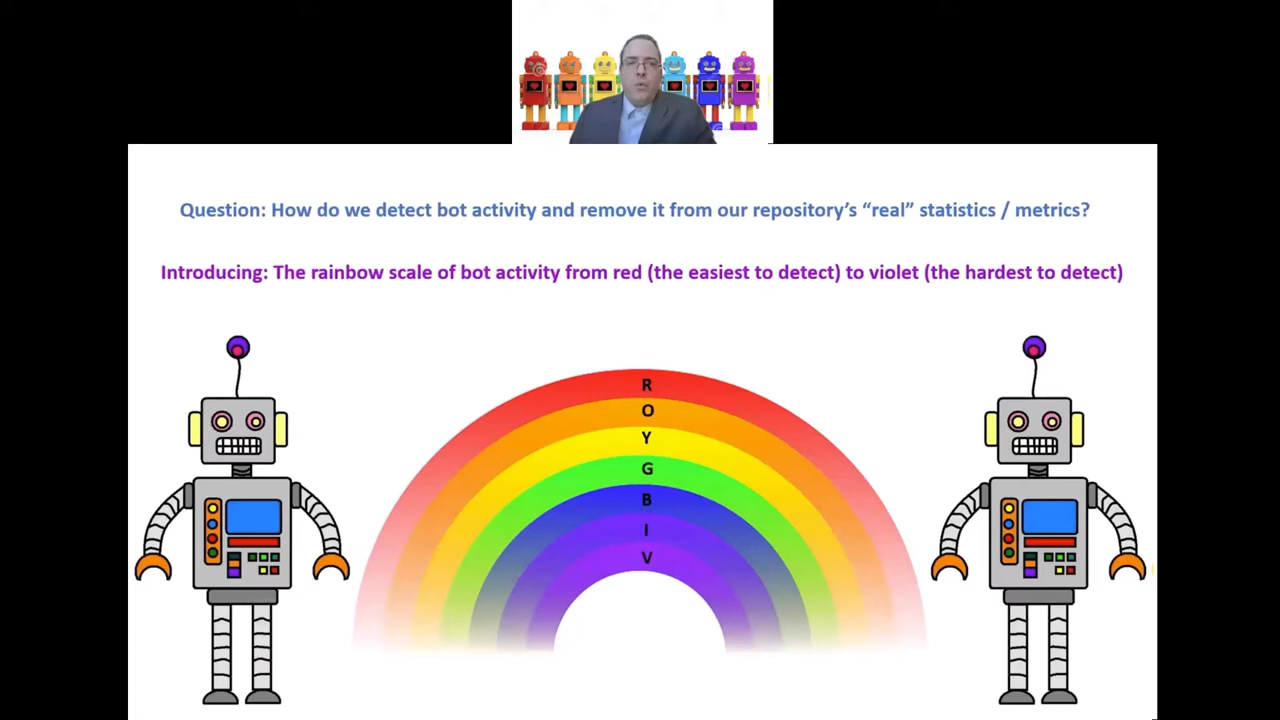 Question: How do we detect bot activity and remove it from our repository’s “real” statistics / metrics?
Introducing: The rainbow scale of bot activity from red (the easiest to detect) to violet (the hardest to detect)
R
O
Y
G
B
I
V